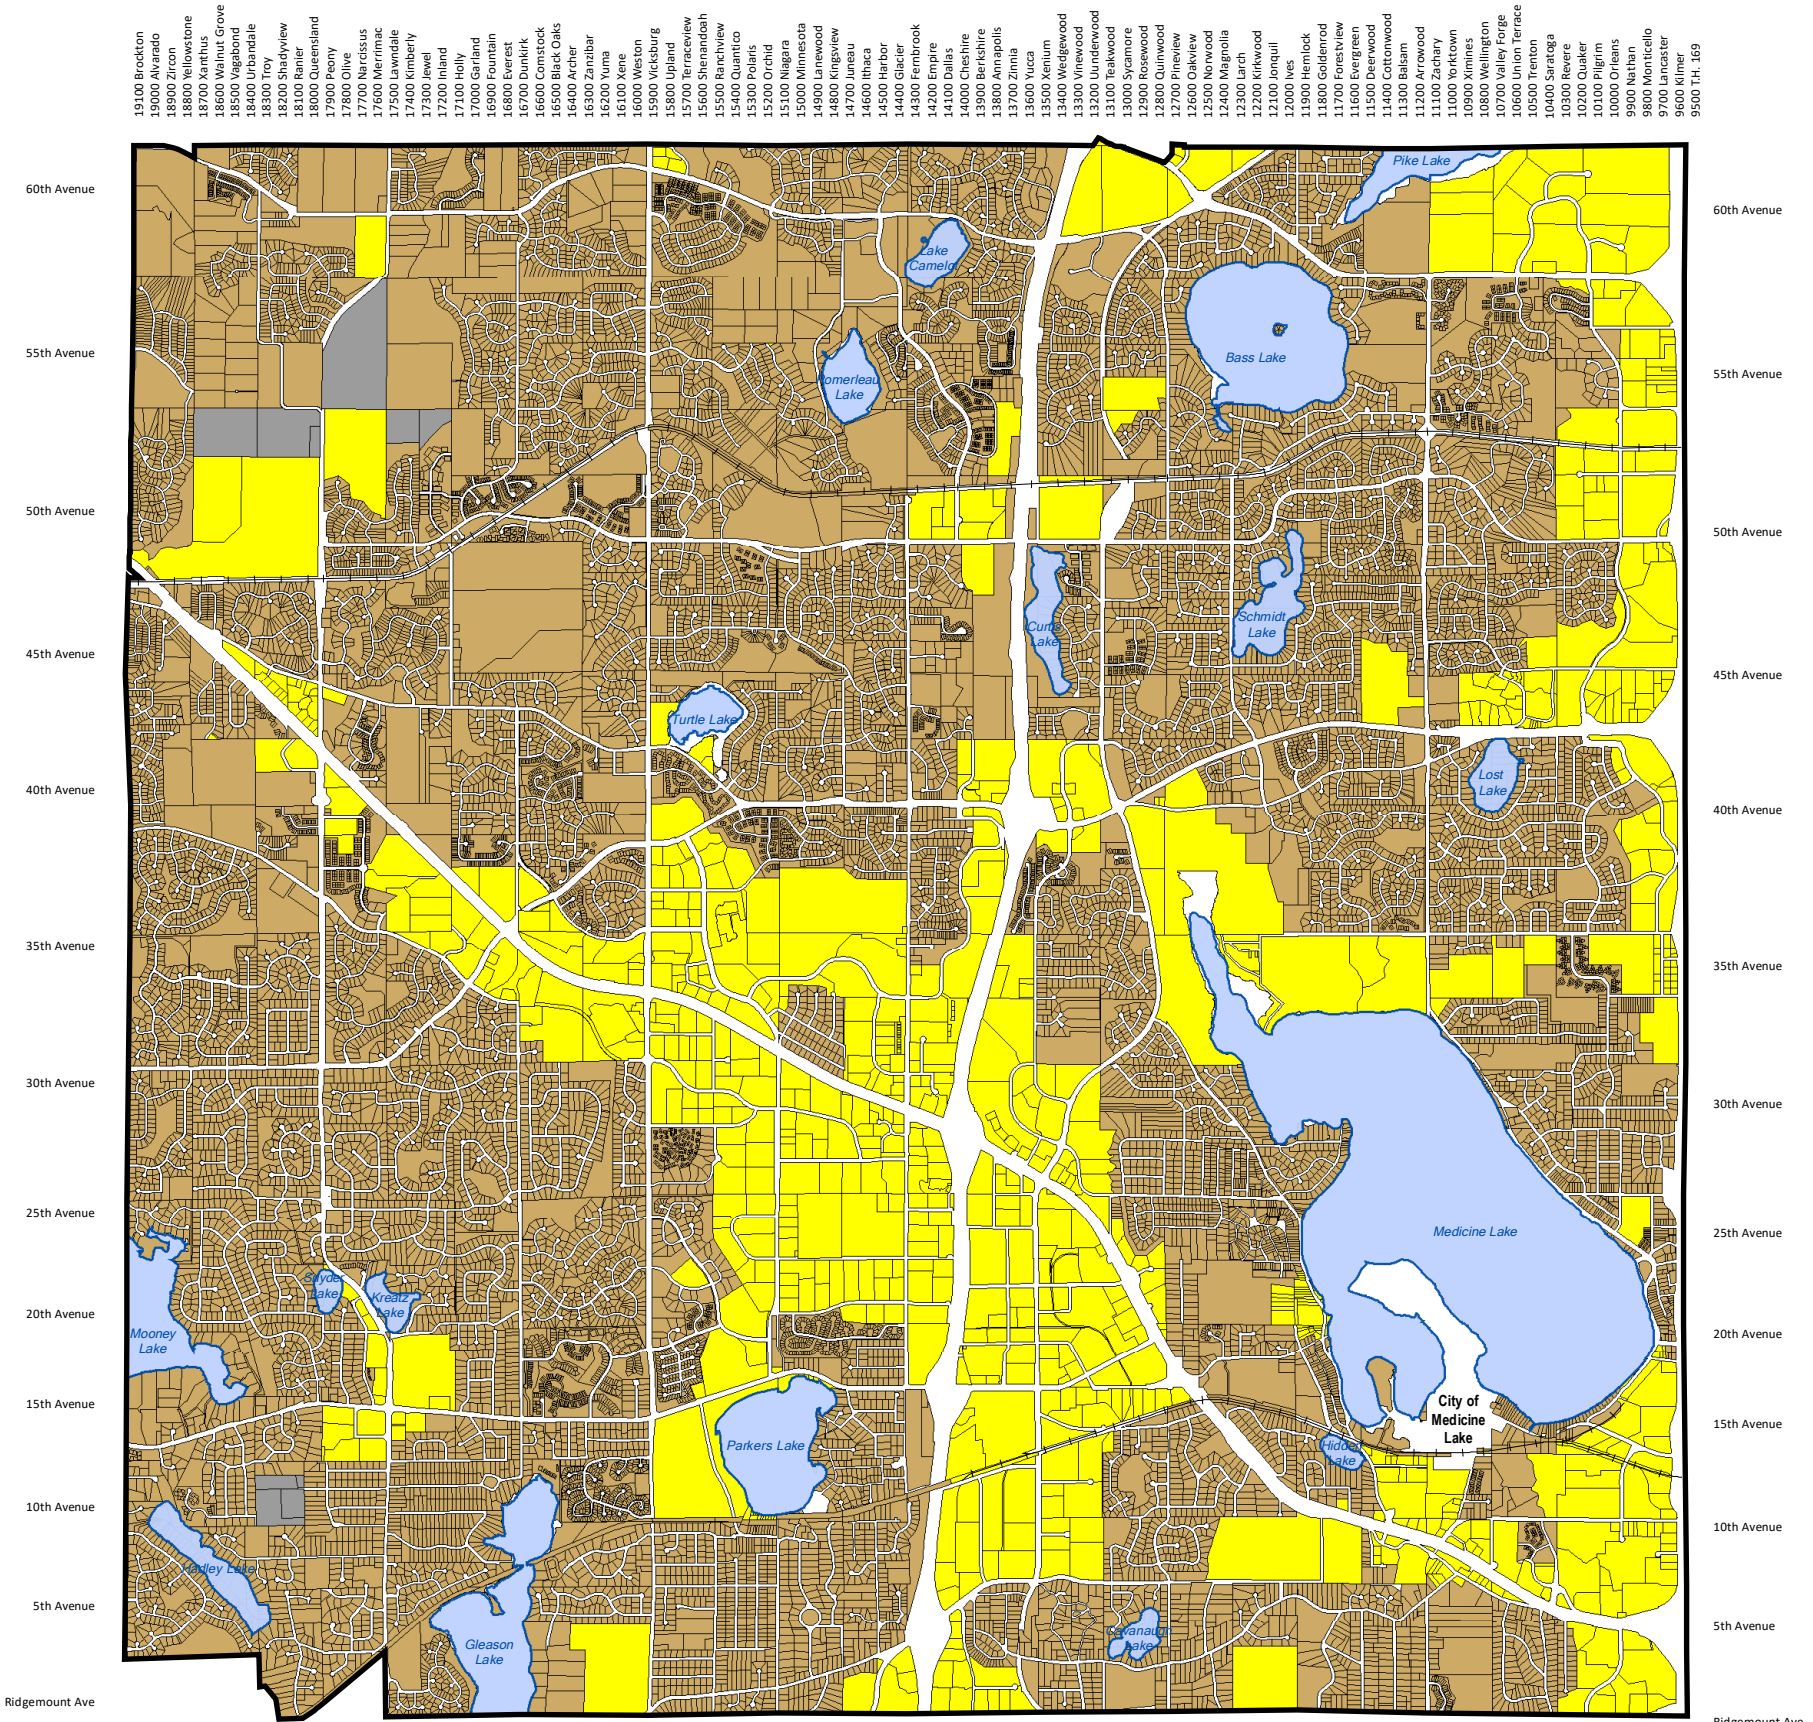 19100 Brockton
19000 Alvarado
18900 Zircon
18800 Yellowstone
18700 Xanthus
18600 Walnut Grove
18500 Vagabond
18400 Urbandale
18300 Troy
18200 Shadyview
18100 Ranier
18000 Queensland
17900 Peony
17800 Olive
17700 Narcissus
17600 Merrimac
17500 Lawndale
17400 Kimberly
17300 Jewel
17200 Inland
17100 Holly
17000 Garland
16900 Fountain
16800 Everest
16700 Dunkirk
16600 Comstock
16500 Black Oaks
16400 Archer
16300 Zanzibar
16200 Yuma
16100 Xene
16000 Weston
15900 Vicksburg
15800 Upland
15700 Terraceview
15600 Shenandoah
15500 Ranchview
15400 Quantico
15300 Polaris
15200 Orchid
15100 Niagara
15000 Minnesota
14900 Lanewood
14800 Kingsview
14700 Juneau
14600 Ithaca
14500 Harbor
14400 Glacier
14300 Fernbrook
14200 Empire
14100 Dallas
14000 Cheshire
13900 Berkshire
13800 Annapolis
13700 Zinnia
13600 Yucca
13500 Xenium
13400 Wedgewood
13300 Vinewood
13200 Uunderwood
13100 Teakwood
13000 Sycamore
12900 Rosewood
12800 Quinwood
12700 Pineview
12600 Oakview
12500 Norwood
12400 Magnolia
12300 Larch
12200 Kirkwood
12100 Jonquil
12000 Ives
11900 Hemlock
11800 Goldenrod
11700 Forestview
11600 Evergreen
11500 Deerwood
11400 Cottonwood
11300 Balsam
11200 Arrowood
11100 Zachary
11000 Yorktown
10900 Ximines
10800 Wellington
10700 Valley Forge
10600 Union Terrace
10500 Trenton
10400 Saratoga
10300 Revere
10200 Quaker
10100 Pilgrim
10000 Orleans
9900 Nathan
9800 Monticello
9700 Lancaster
9600 Kilmer
9500 T.H. 169
Pike Lake
60th Avenue
60th Avenue
Lake
Camelot
55th Avenue
Bass Lake
55th Avenue
Pomerleau
Lake
50th Avenue
50th Avenue
Schmidt
Lake
Curtis
Lake
45th Avenue
45th Avenue
Turtle Lake
Lost
Lake
40th Avenue
40th Avenue
35th Avenue
35th Avenue
30th Avenue
30th Avenue
25th Avenue
Medicine Lake
25th Avenue
Snyder
Lake
Kreatz
Lake
20th Avenue
20th Avenue
Mooney
Lake
15th Avenue
City of
Medicine
Lake
15th Avenue
Parkers Lake
Hidden
Lake
10th Avenue
10th Avenue
Hadley Lake
5th Avenue
5th Avenue
Cavanaugh
Lake
Gleason
Lake
Ridgemount Ave
Ridgemount Ave